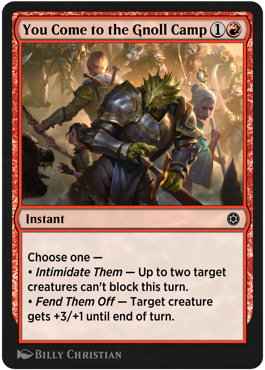 You Come to the Gnoll Camp 1
Instant
Choose one —
• Intimidate Them — Up to two target
creatures can't block this turn.
• Fend Them Off — Target creature
gets +3/+1 until end of turn.
BILLY CHRISTIAN